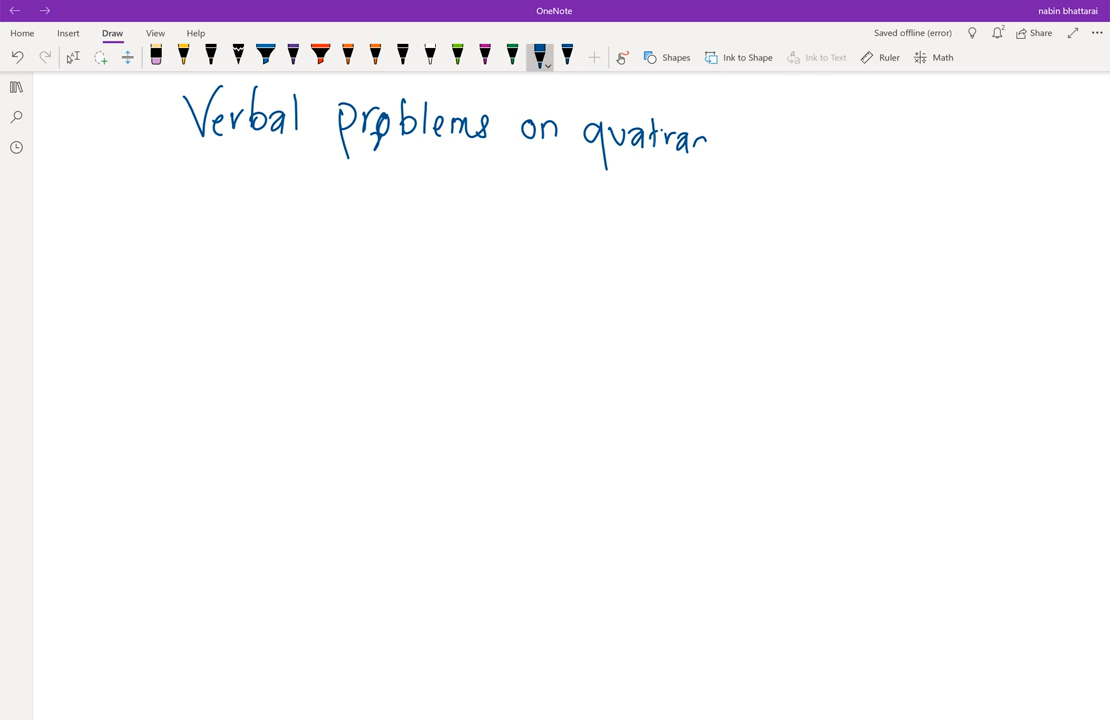 OneNote
nabin bhattarai
Home Insert Draw View Help
Saved offline (error)
2
Share
Shapes
Ink to Shape
Ink to Text
Ruler
Math
Verbal problems on quatran